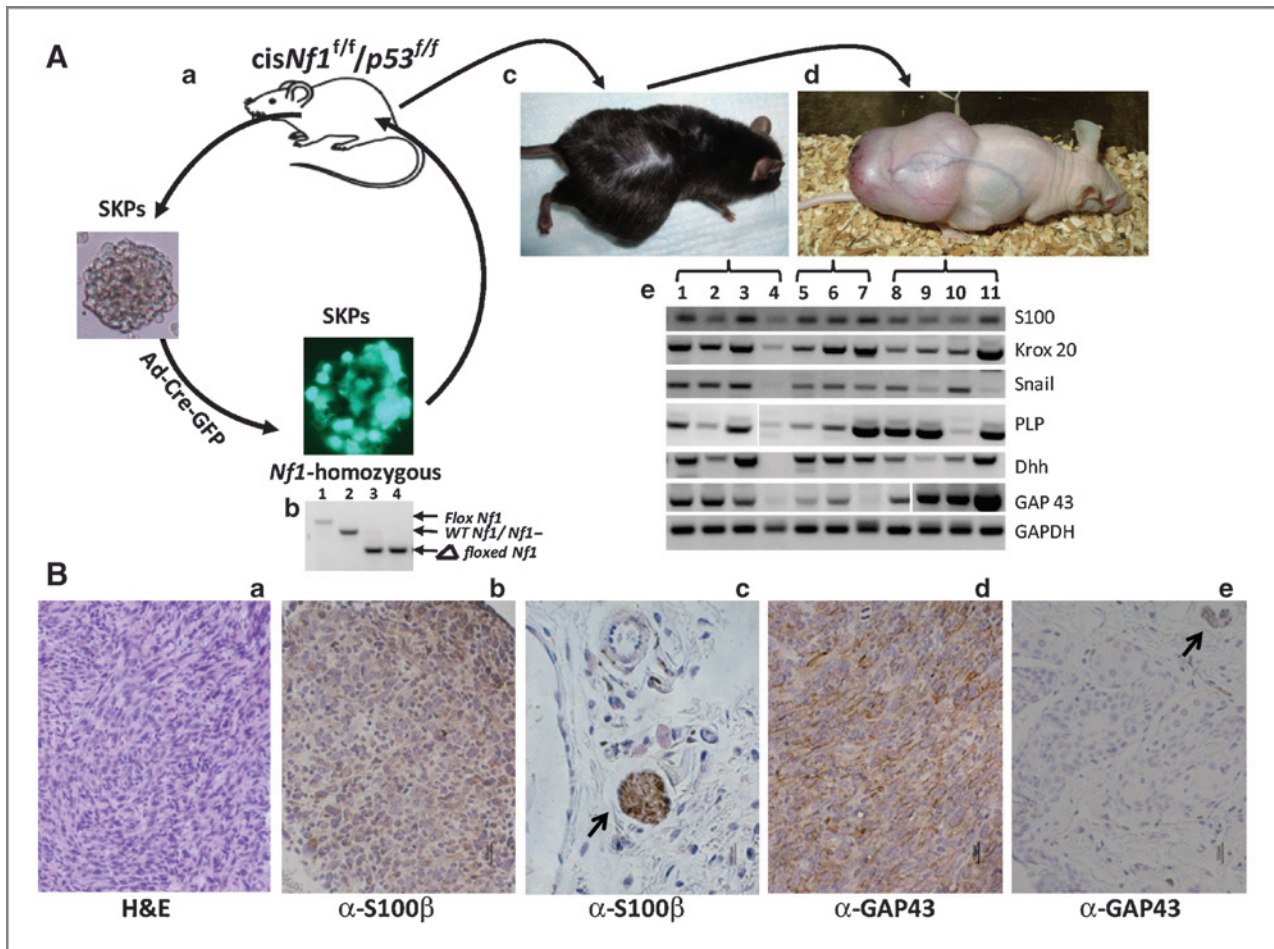 A
cisNf1f/f/p53f/f
a
c
d
SKPs
SKPs
Ad-Cre-GFP
Nf1-homozygous
1 2 3 4
b
Flox Nf1
WT Nf1/ Nf1–
Δ floxed Nf1
e
1 2 3 4 5 6 7 8 9 10 11
S100
Krox 20
Snail
PLP
Dhh
GAP 43
GAPDH
B
a b c d e
H&E α-S100β α-S100β α-GAP43 α-GAP43